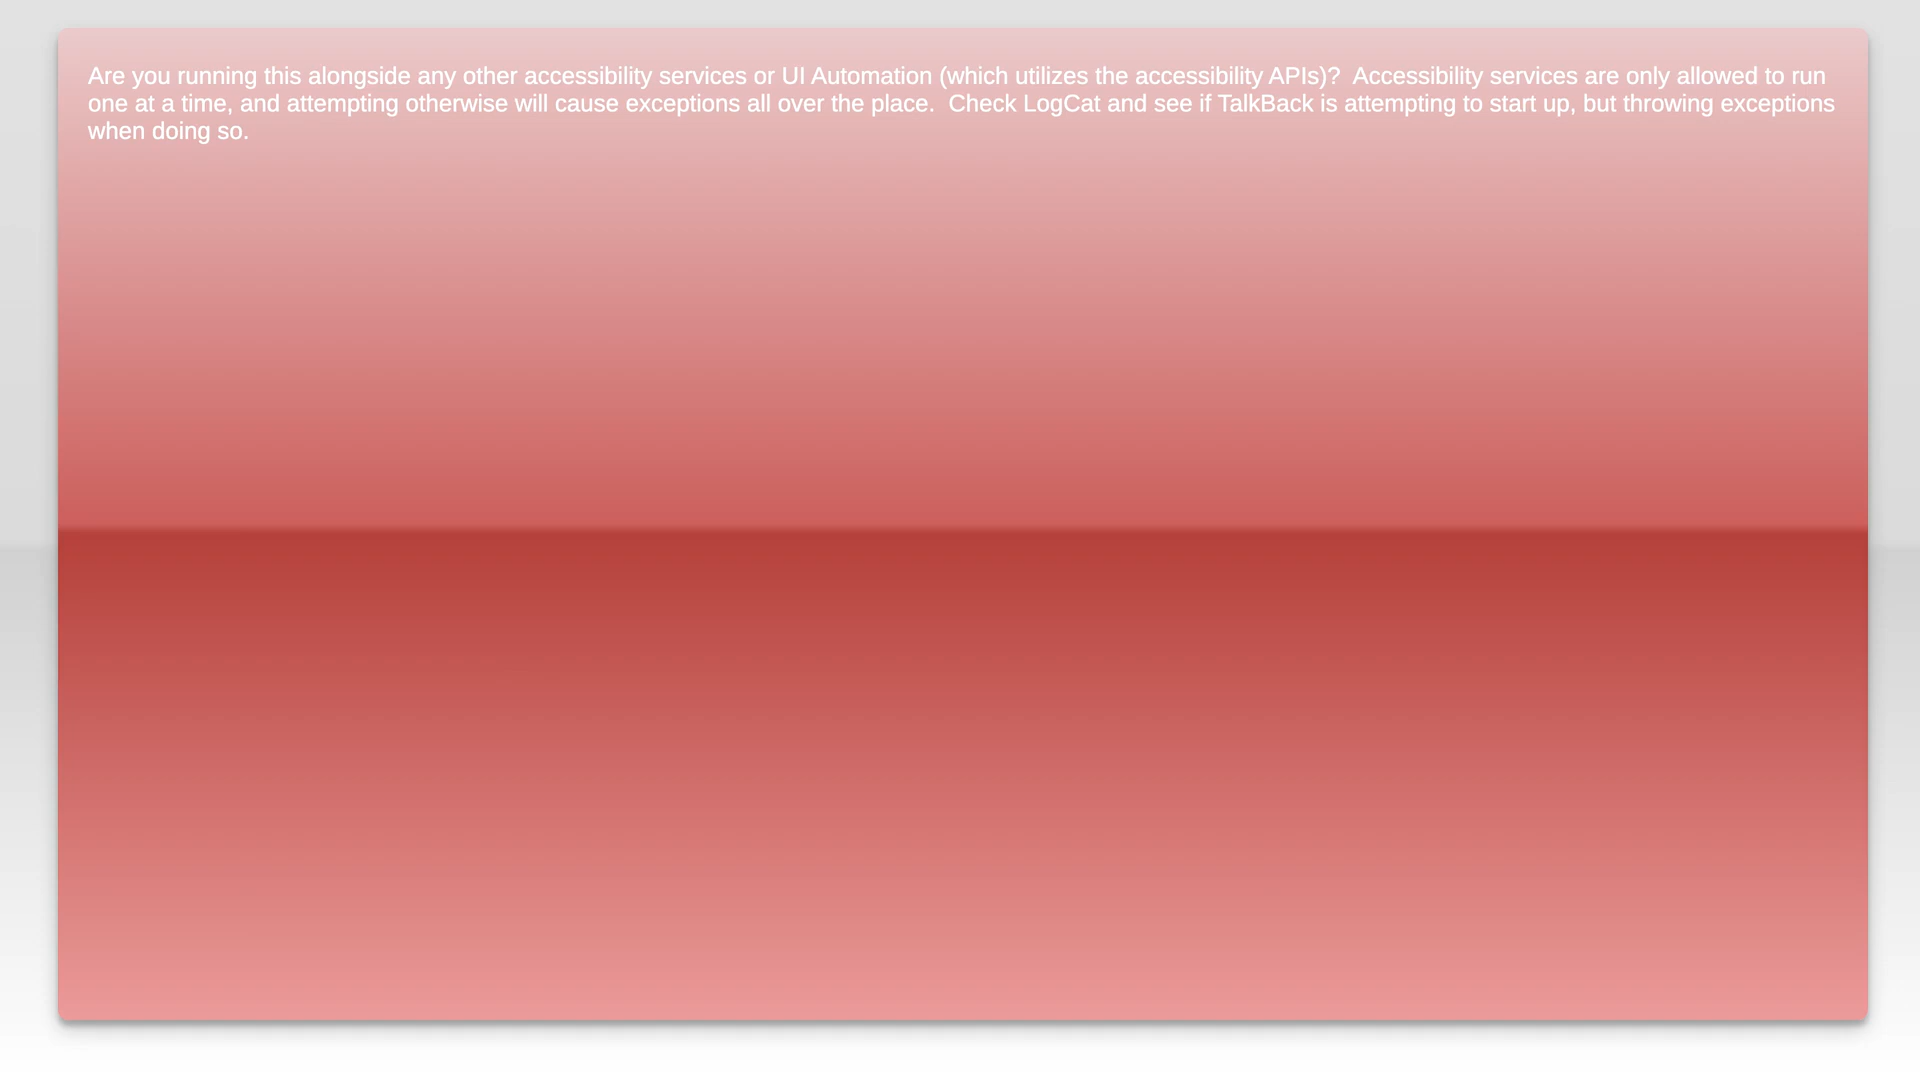 Are you running this alongside any other accessibility services or UI Automation (which utilizes the accessibility APIs)?  Accessibility services are only allowed to run
one at a time, and attempting otherwise will cause exceptions all over the place.  Check LogCat and see if TalkBack is attempting to start up, but throwing exceptions
when doing so.